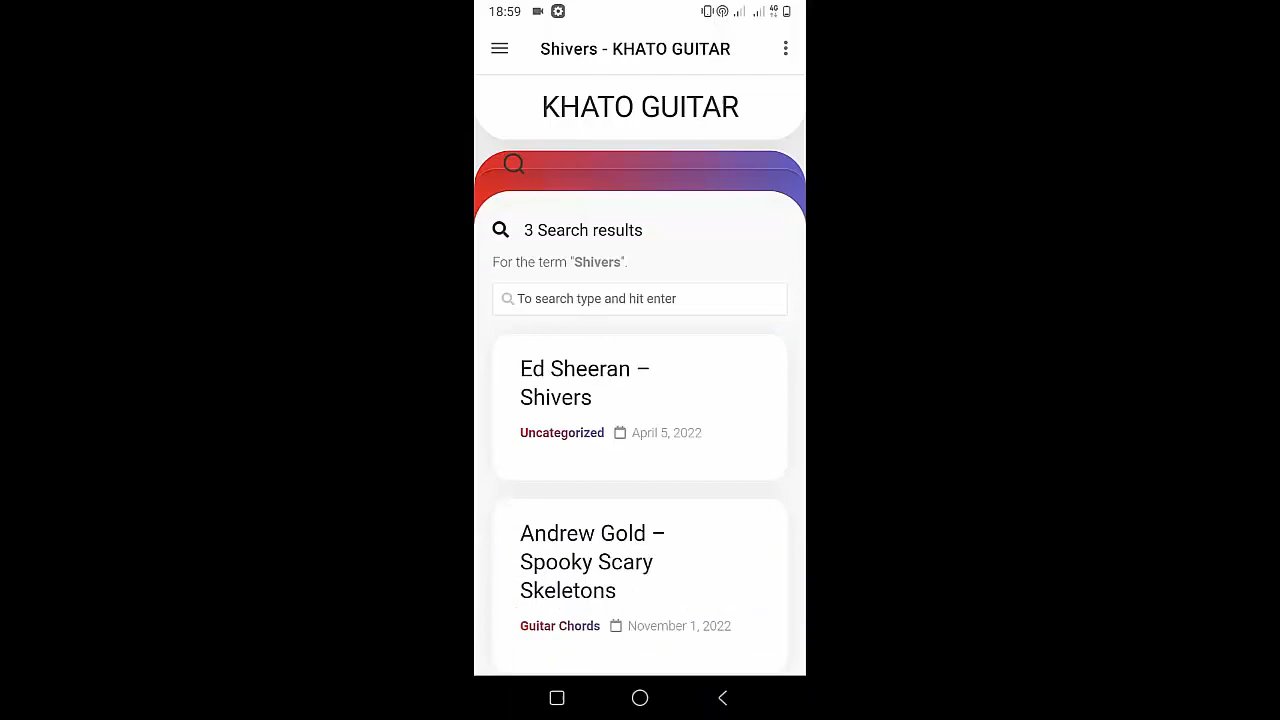 18:59
4G
Shivers - KHATO GUITAR
KHATO GUITAR
3 Search results
For the term "Shivers".
To search type and hit enter
Ed Sheeran –
Shivers
Uncategorized April 5, 2022
Andrew Gold –
Spooky Scary
Skeletons
Guitar Chords November 1, 2022